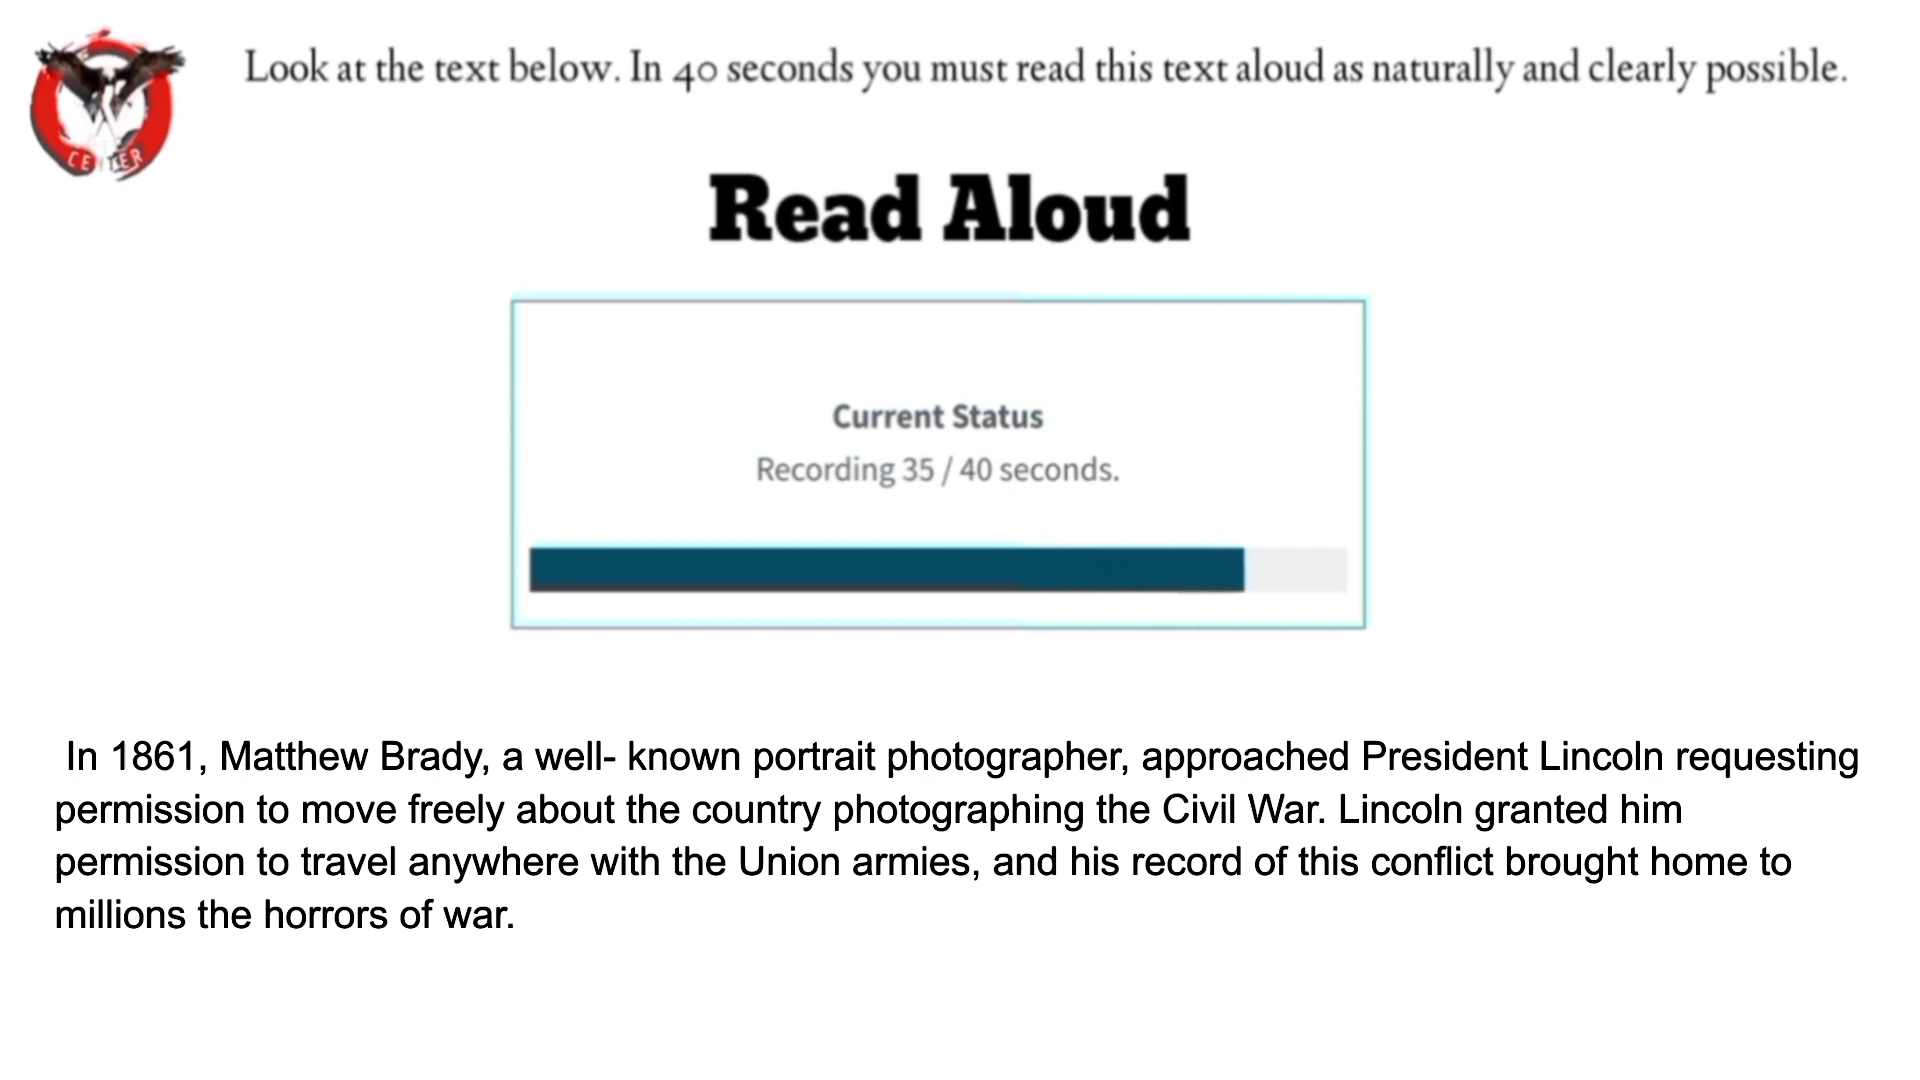 CENTER
Look at the text below. In 40 seconds you must read this text aloud as naturally and clearly possible.
Read Aloud
Current Status
Recording 35 / 40 seconds.
In 1861, Matthew Brady, a well- known portrait photographer, approached President Lincoln requesting
permission to move freely about the country photographing the Civil War. Lincoln granted him
permission to travel anywhere with the Union armies, and his record of this conflict brought home to
millions the horrors of war.